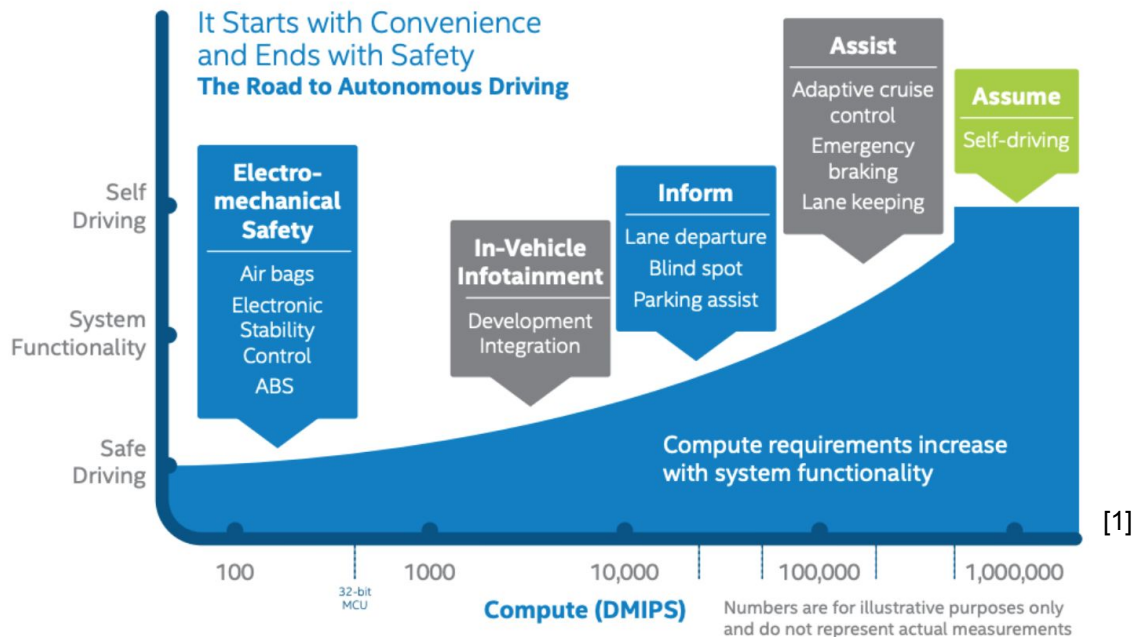 It Starts with Convenience
and Ends with Safety
The Road to Autonomous Driving
Electro-
mechanical
Safety
Air bags
Electronic
Stability
Control
ABS
In-Vehicle
Infotainment
Development
Integration
Inform
Lane departure
Blind spot
Parking assist
Assist
Adaptive cruise
control
Emergency
braking
Lane keeping
Assume
Self-driving
Self
Driving
System
Functionality
Safe
Driving
Compute requirements increase
with system functionality
[1]
100
32-bit
MCU
1000
10,000
100,000
1,000,000
Compute (DMIPS)
Numbers are for illustrative purposes only
and do not represent actual measurements